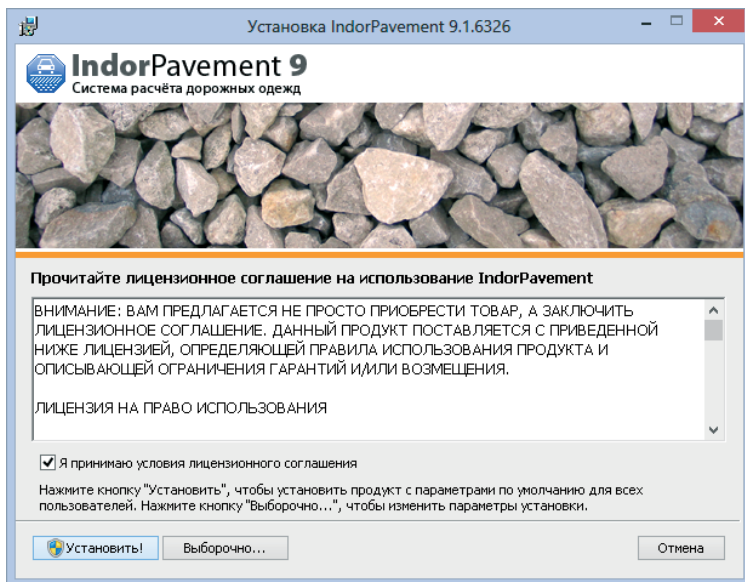 Установка IndorPavement 9.1.6326
IndorPavement 9
Система расчёта дорожных одежд
Прочитайте лицензионное соглашение на использование IndorPavement
ВНИМАНИЕ: ВАМ ПРЕДЛАГАЕТСЯ НЕ ПРОСТО ПРИОБРЕСТИ ТОВАР, А ЗАКЛЮЧИТЬ
ЛИЦЕНЗИОННОЕ СОГЛАШЕНИЕ. ДАННЫЙ ПРОДУКТ ПОСТАВЛЯЕТСЯ С ПРИВЕДЕННОЙ
НИЖЕ ЛИЦЕНЗИЕЙ, ОПРЕДЕЛЯЮЩЕЙ ПРАВИЛА ИСПОЛЬЗОВАНИЯ ПРОДУКТА И
ОПИСЫВАЮЩЕЙ ОГРАНИЧЕНИЯ ГАРАНТИЙ И/ИЛИ ВОЗМЕЩЕНИЯ.
ЛИЦЕНЗИЯ НА ПРАВО ИСПОЛЬЗОВАНИЯ
Я принимаю условия лицензионного соглашения
Нажмите кнопку "Установить", чтобы установить продукт с параметрами по умолчанию для всех
пользователей. Нажмите кнопку "Выборочно...", чтобы изменить параметры установки.
Установить!
Выборочно...
Отмена